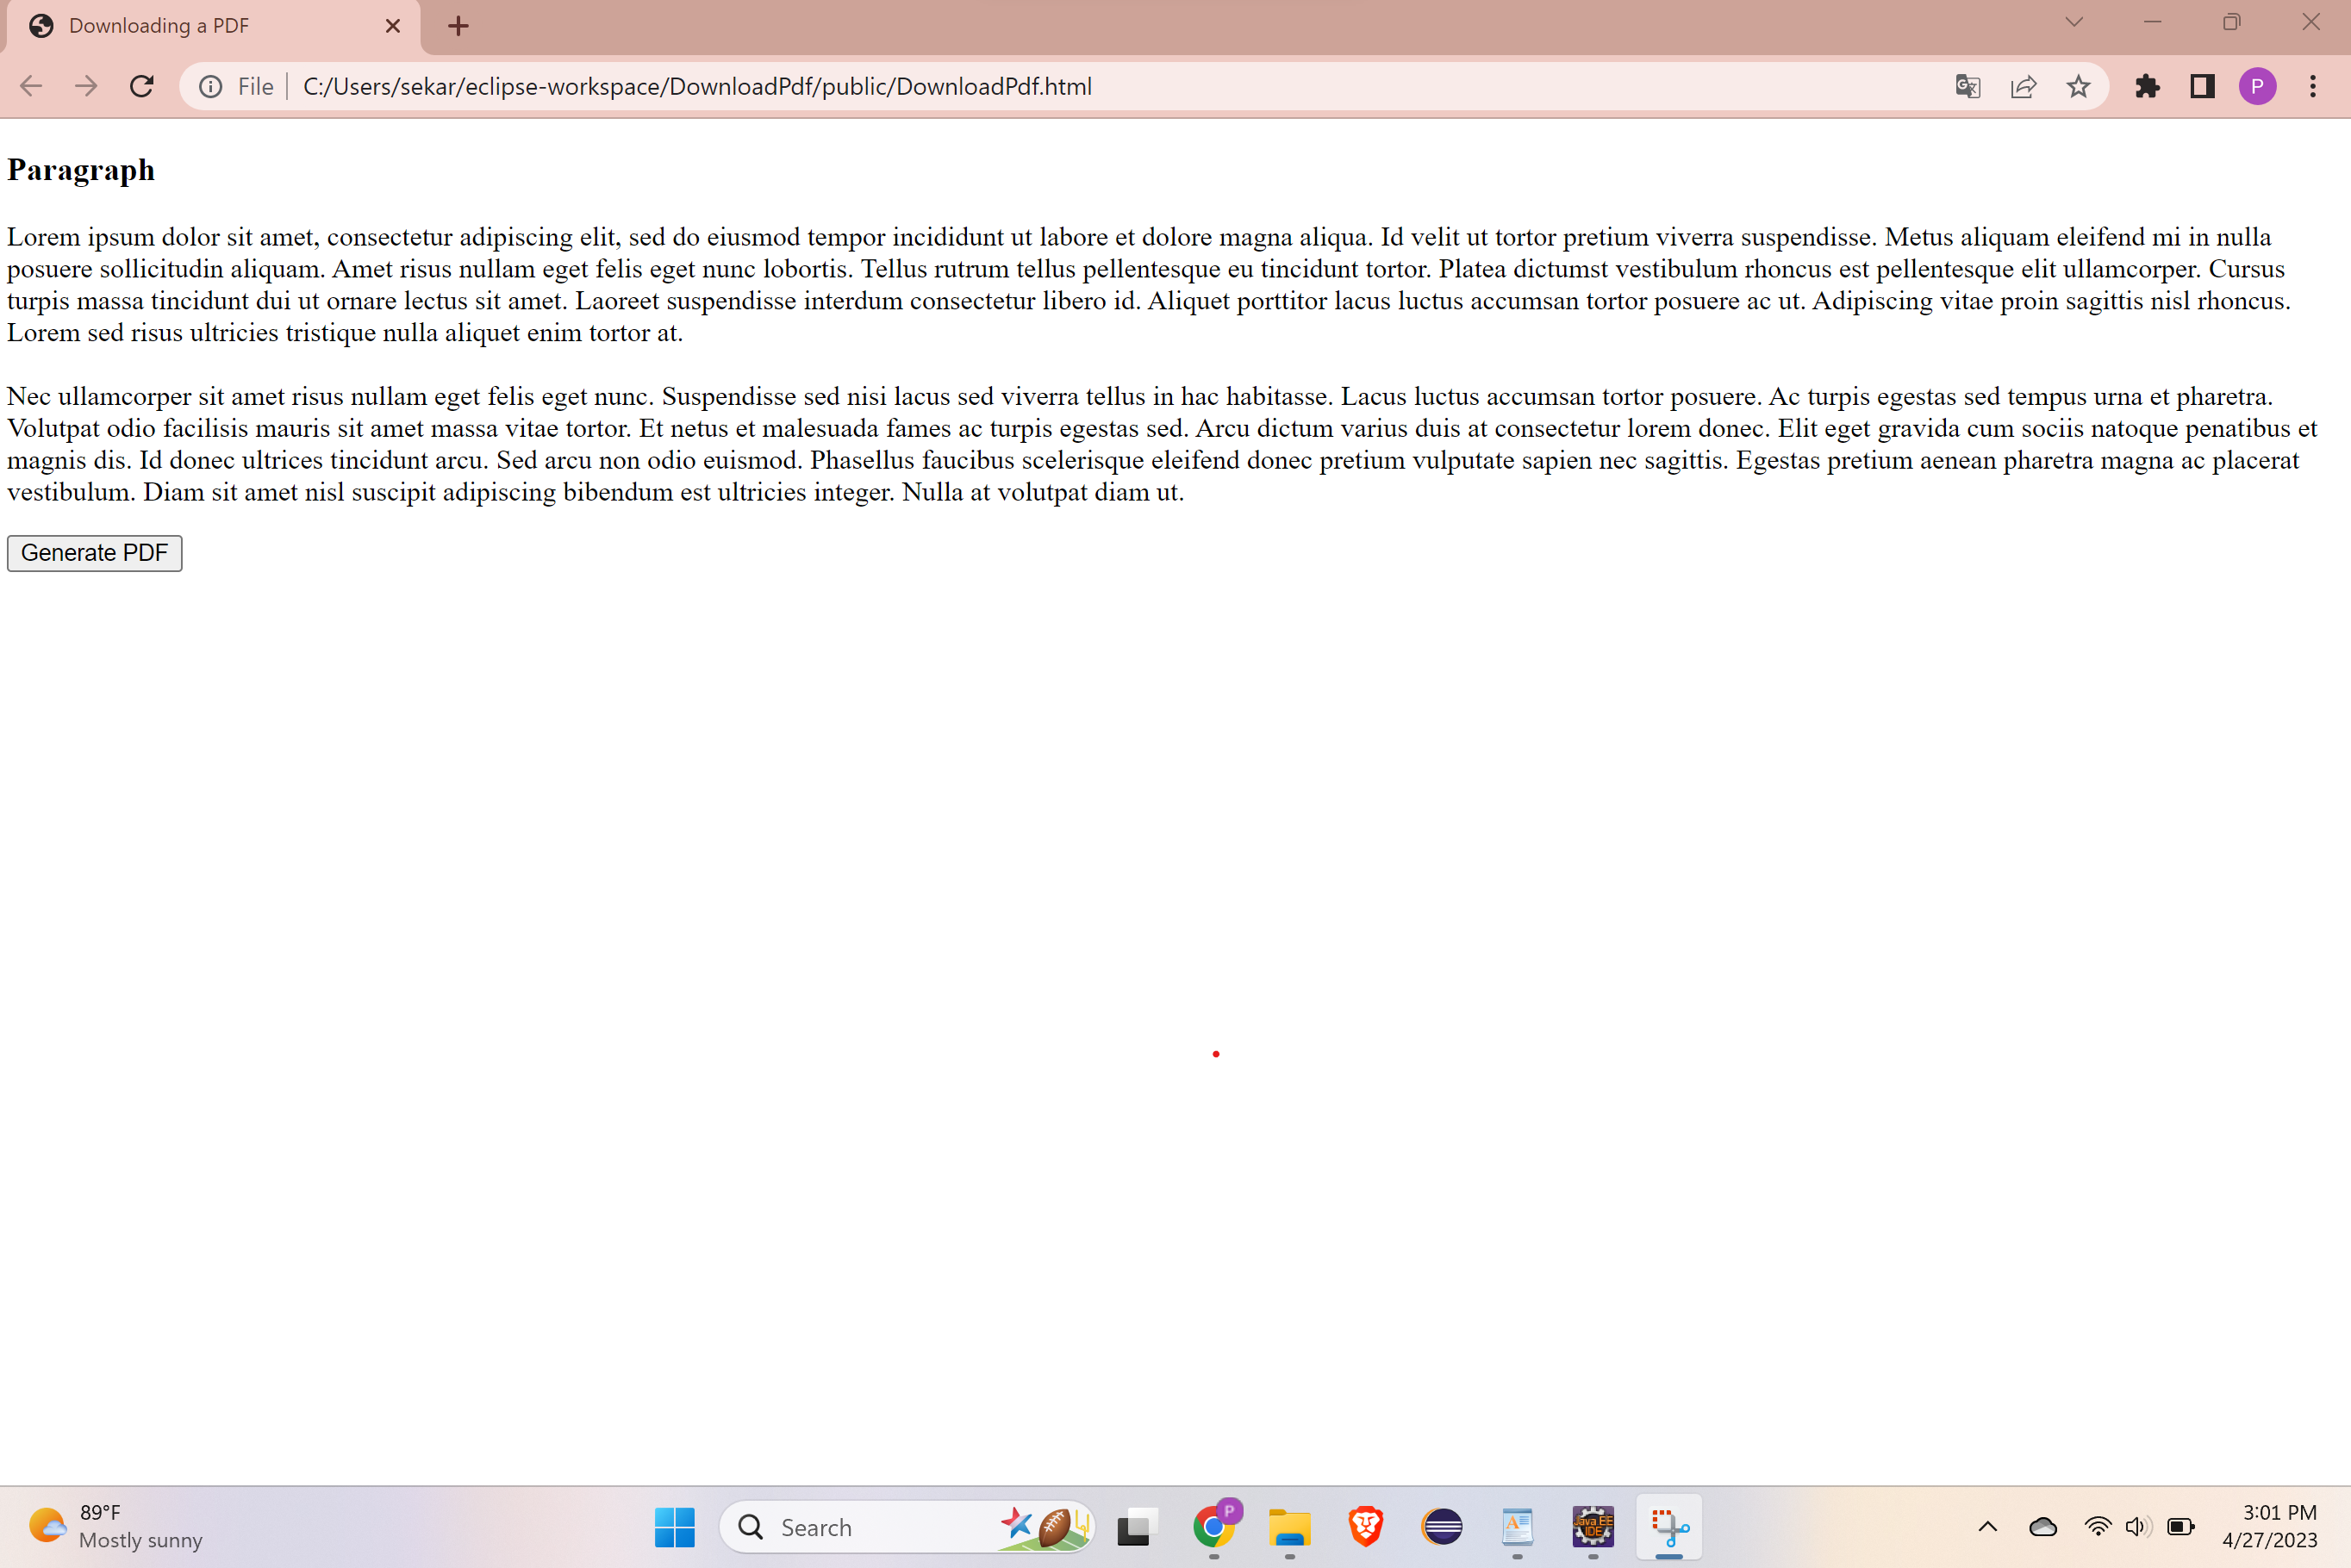 Downloading a PDF
File C:/Users/sekar/eclipse-workspace/DownloadPdf/public/DownloadPdf.html
P
Paragraph
Lorem ipsum dolor sit amet, consectetur adipiscing elit, sed do eiusmod tempor incididunt ut labore et dolore magna aliqua. Id velit ut tortor pretium viverra suspendisse. Metus aliquam eleifend mi in nulla
posuere sollicitudin aliquam. Amet risus nullam eget felis eget nunc lobortis. Tellus rutrum tellus pellentesque eu tincidunt tortor. Platea dictumst vestibulum rhoncus est pellentesque elit ullamcorper. Cursus
turpis massa tincidunt dui ut ornare lectus sit amet. Laoreet suspendisse interdum consectetur libero id. Aliquet porttitor lacus luctus accumsan tortor posuere ac ut. Adipiscing vitae proin sagittis nisl rhoncus.
Lorem sed risus ultricies tristique nulla aliquet enim tortor at.
Nec ullamcorper sit amet risus nullam eget felis eget nunc. Suspendisse sed nisi lacus sed viverra tellus in hac habitasse. Lacus luctus accumsan tortor posuere. Ac turpis egestas sed tempus urna et pharetra.
Volutpat odio facilisis mauris sit amet massa vitae tortor. Et netus et malesuada fames ac turpis egestas sed. Arcu dictum varius duis at consectetur lorem donec. Elit eget gravida cum sociis natoque penatibus et
magnis dis. Id donec ultrices tincidunt arcu. Sed arcu non odio euismod. Phasellus faucibus scelerisque eleifend donec pretium vulputate sapien nec sagittis. Egestas pretium aenean pharetra magna ac placerat
vestibulum. Diam sit amet nisl suscipit adipiscing bibendum est ultricies integer. Nulla at volutpat diam ut.
Generate PDF
89°F
Mostly sunny
Search
P
Java EE
IDE
3:01 PM
4/27/2023